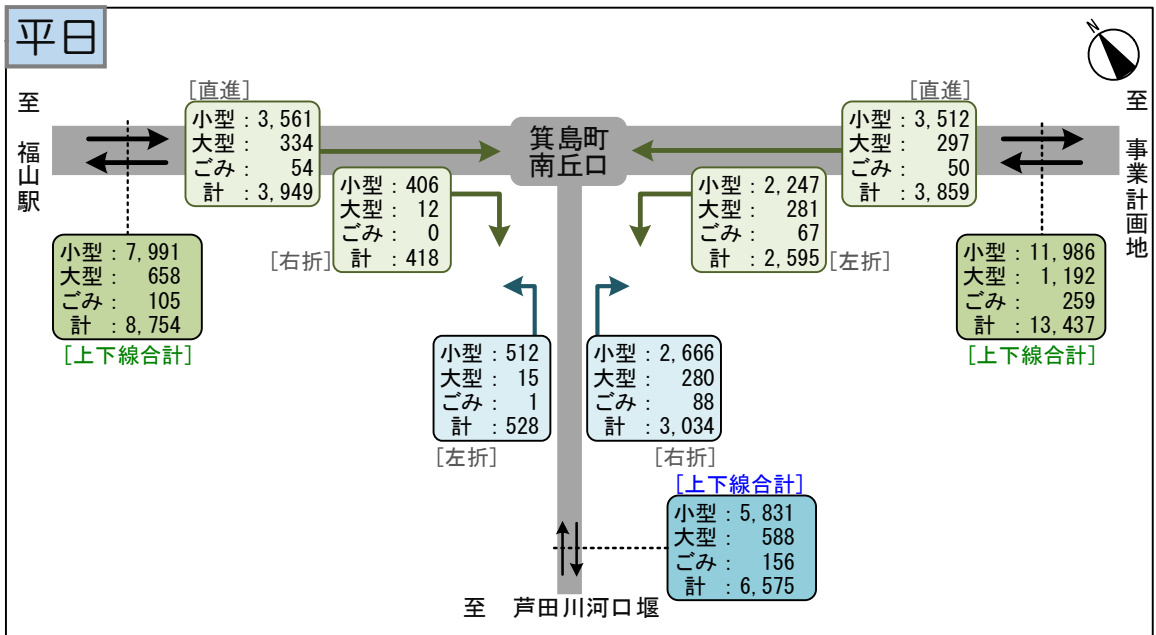 平日
N
至 福山駅
[直進]
小型：3,561
大型： 334
ごみ： 54
計：3,949
箕島町
南丘口
[直進]
小型：3,512
大型： 297
ごみ： 50
計：3,859
至 事業計画地
小型：406
大型： 12
ごみ： 0
計：418
[右折]
小型：2,247
大型： 281
ごみ： 67
計：2,595
[左折]
小型：7,991
大型： 658
ごみ： 105
計：8,754
[上下線合計]
小型：11,986
大型： 1,192
ごみ： 259
計：13,437
[上下線合計]
小型：512
大型： 15
ごみ： 1
計：528
[左折]
小型：2,666
大型： 280
ごみ： 88
計：3,034
[右折]
[上下線合計]
小型：5,831
大型： 588
ごみ： 156
計：6,575
至 芦田川河口堰